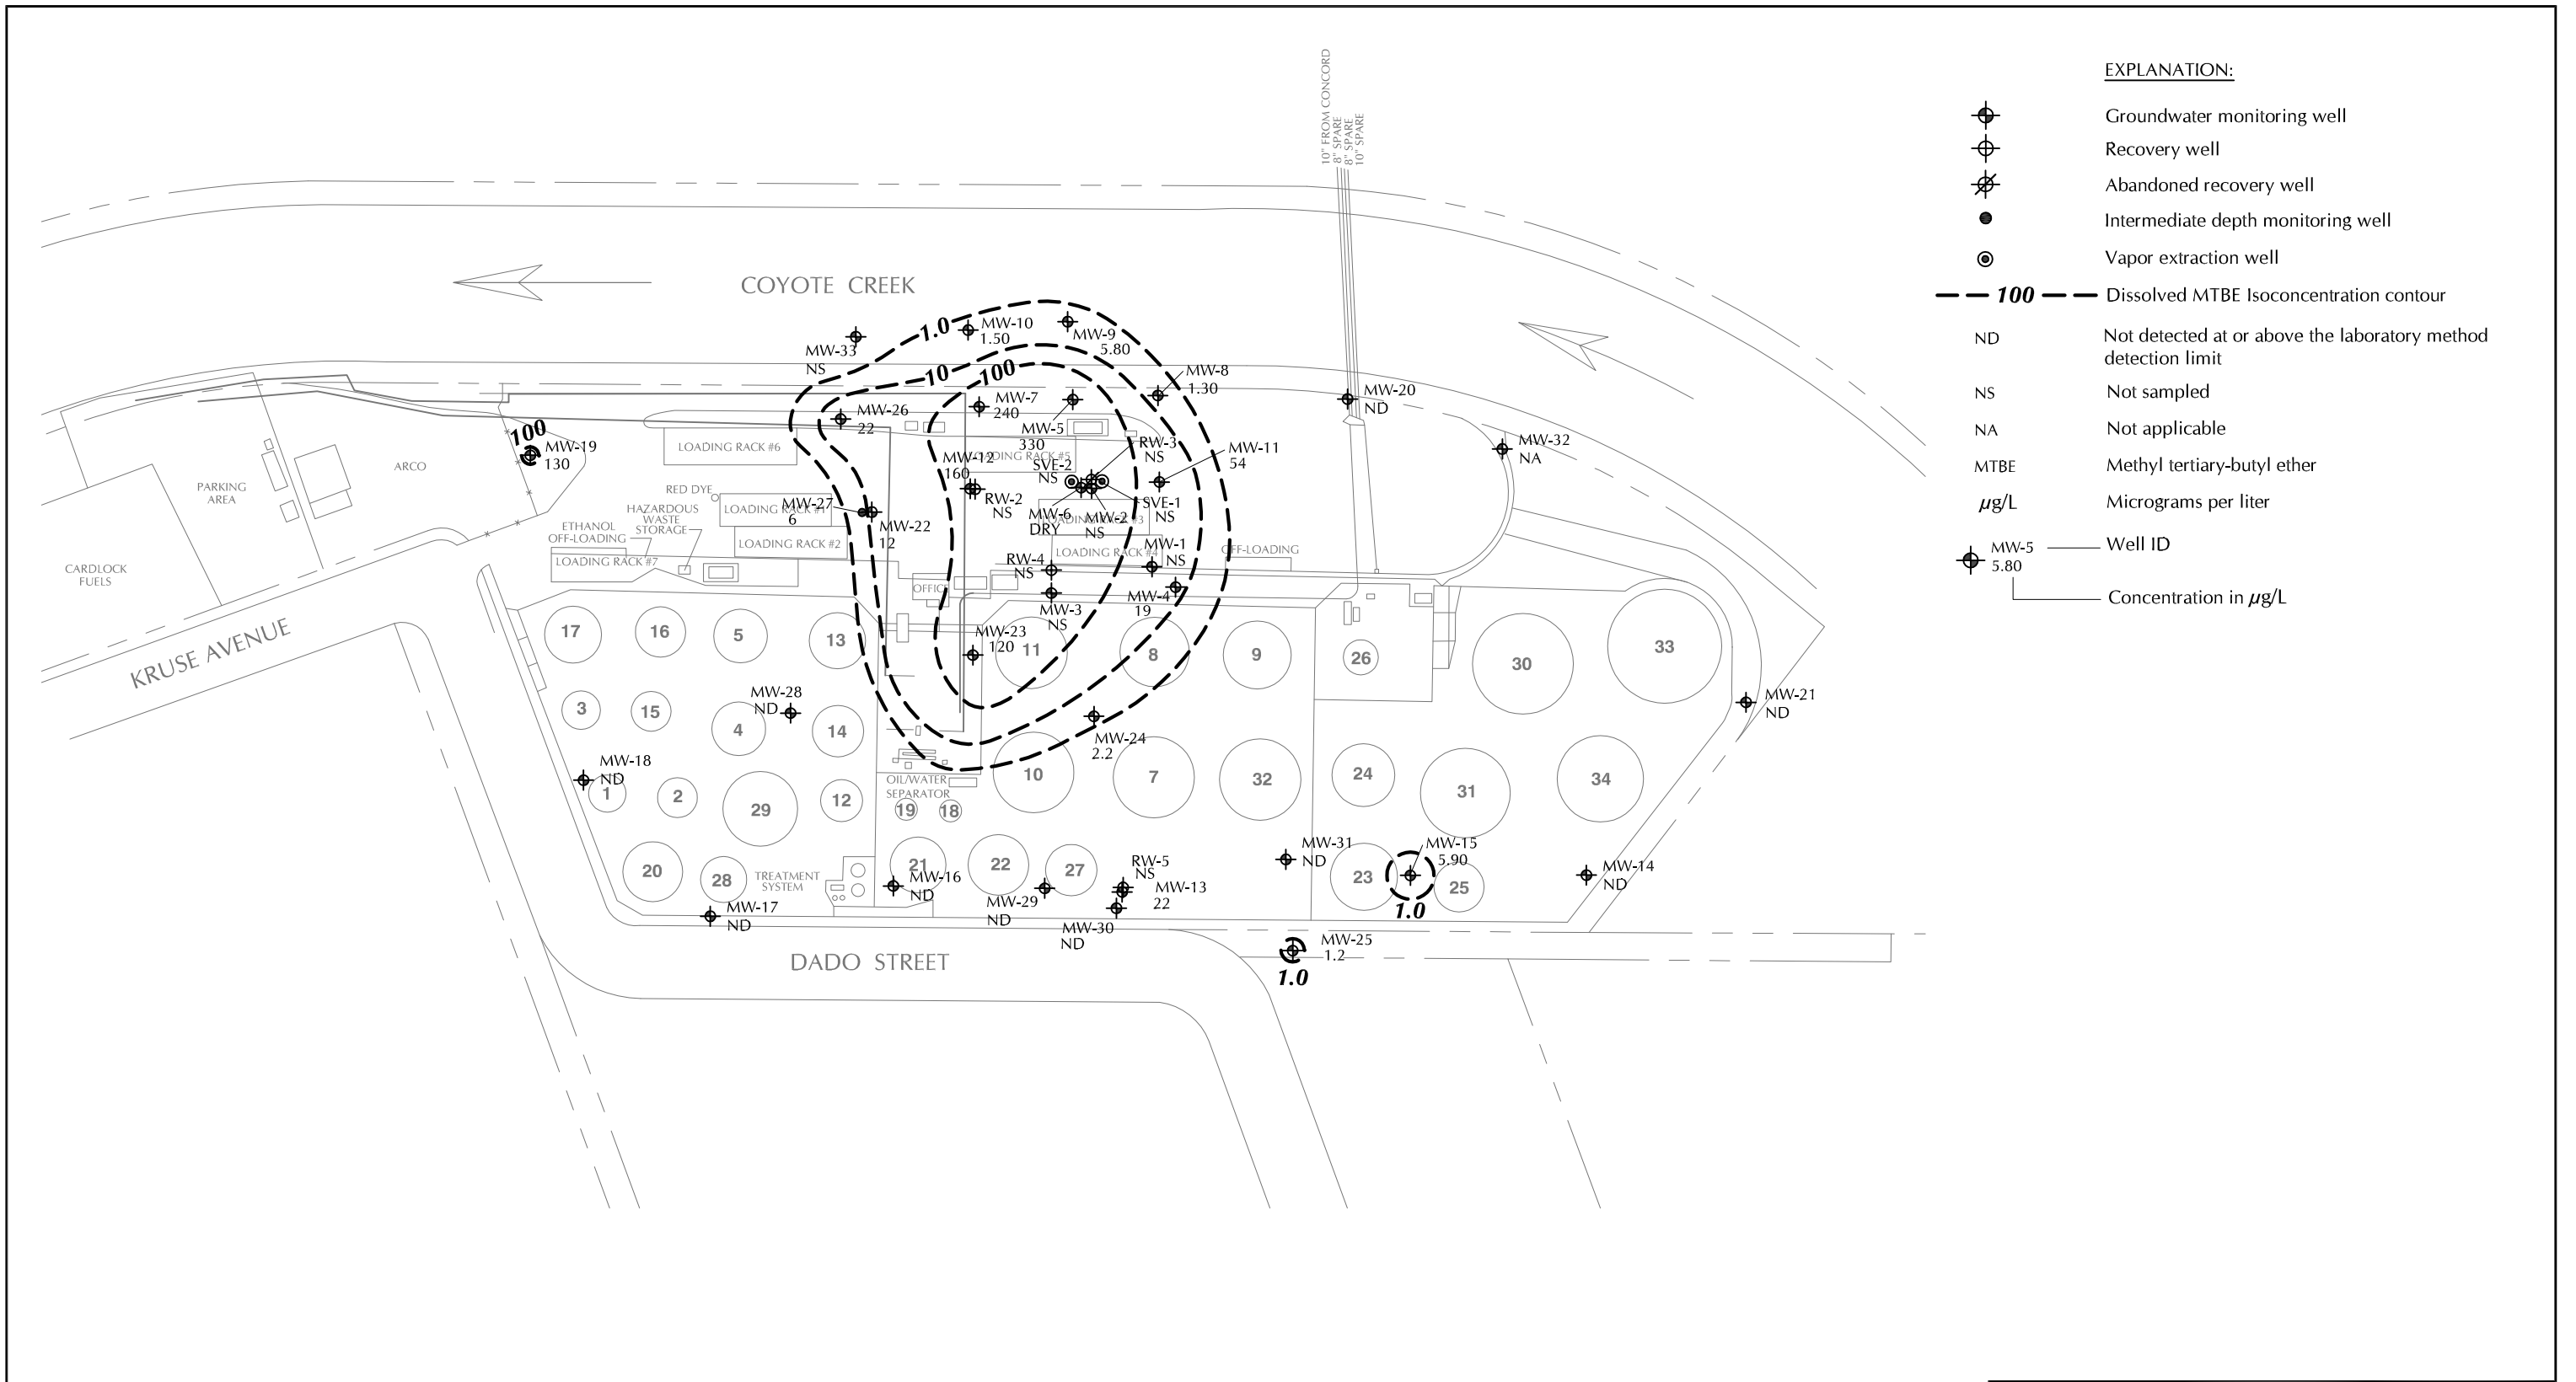 10" FROM CONCORD
8" SPARE
8" SPARE
10" SPARE
COYOTE CREEK
1.0
MW-10
1.50
MW-9
5.80
MW-33
NS
10
100
MW-8
1.30
MW-20
ND
MW-7
240
MW-26
22
MW-5
330
RW-3
NS
MW-11
54
MW-32
NA
100
MW-19
130
LOADING RACK #6
LOADING RACK #5
MW-12
160
SVE-2
NS
ARCO
PARKING
AREA
RED DYE
RW-2
NS
SVE-1
NS
MW-27
6
LOADING RACK #1
HAZARDOUS
WASTE
STORAGE
MW-6
DRY
MW-2
NS
LOADING RACK #3
MW-22
12
ETHANOL
OFF-LOADING
LOADING RACK #2
MW-1
NS
LOADING RACK #4
OFF-LOADING
LOADING RACK #7
RW-4
NS
CARDLOCK
FUELS
OFFICE
MW-3
NS
MW-4
19
KRUSE AVENUE
17
16
5
13
MW-23
120
11
8
9
26
30
33
MW-28
ND
3
15
4
14
MW-24
2.2
MW-21
ND
MW-18
ND
1
2
29
12
OIL/WATER
SEPARATOR
19
18
10
7
32
24
31
34
MW-31
ND
MW-15
5.90
1.0
MW-14
ND
20
28
TREATMENT
SYSTEM
21
MW-16
ND
22
27
RW-5
NS
MW-13
22
23
25
MW-17
ND
MW-29
ND
MW-30
ND
MW-25
1.2
1.0
DADO STREET
EXPLANATION:
Groundwater monitoring well
Recovery well
Abandoned recovery well
Intermediate depth monitoring well
Vapor extraction well
100 Dissolved MTBE Isoconcentration contour
ND Not detected at or above the laboratory method
detection limit
NS Not sampled
NA Not applicable
MTBE Methyl tertiary-butyl ether
µg/L Micrograms per liter
MW-5 Well ID
5.80
Concentration in µg/L